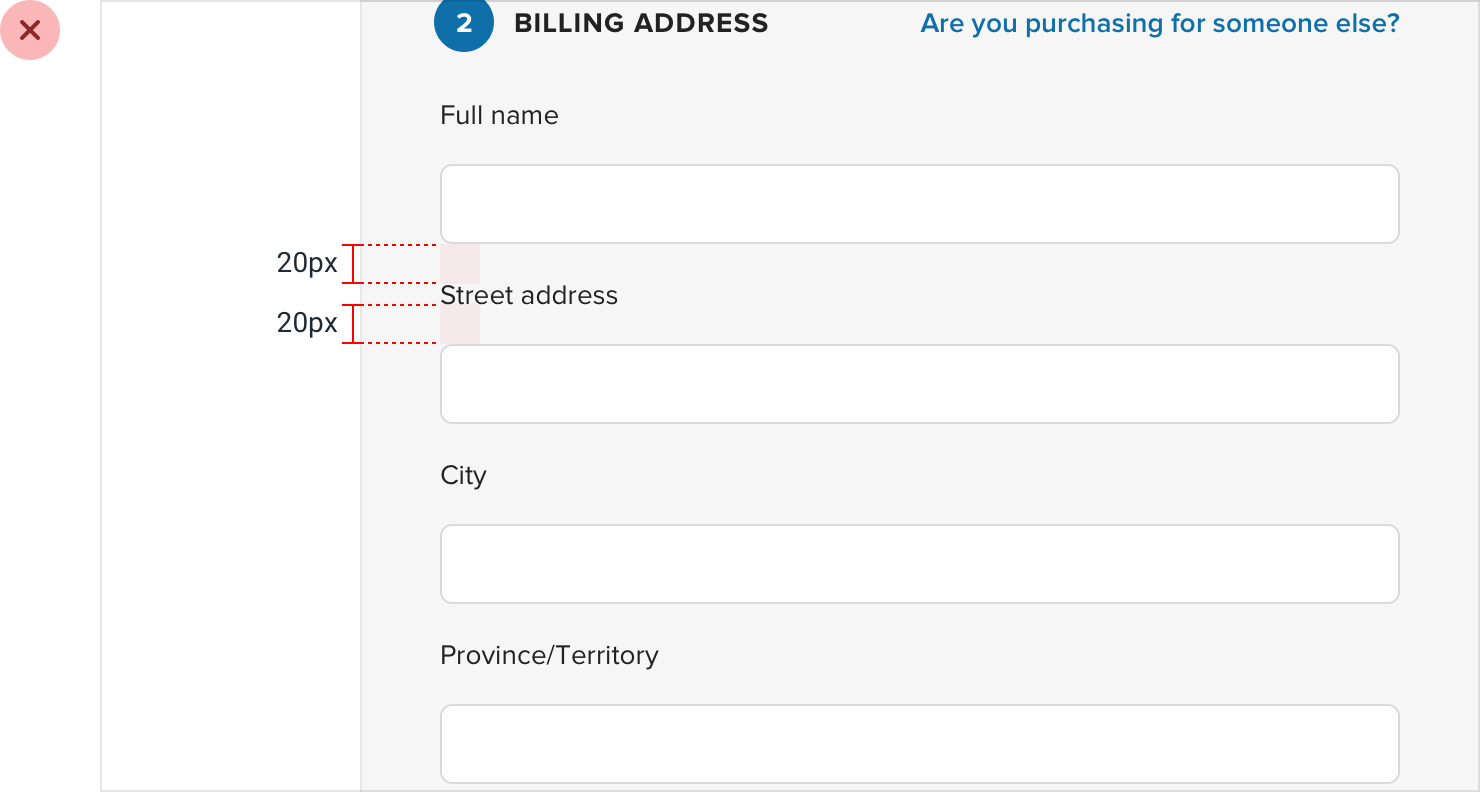 2 BILLING ADDRESS Are you purchasing for someone else?
Full name
20px
Street address
20px
City
Province/Territory